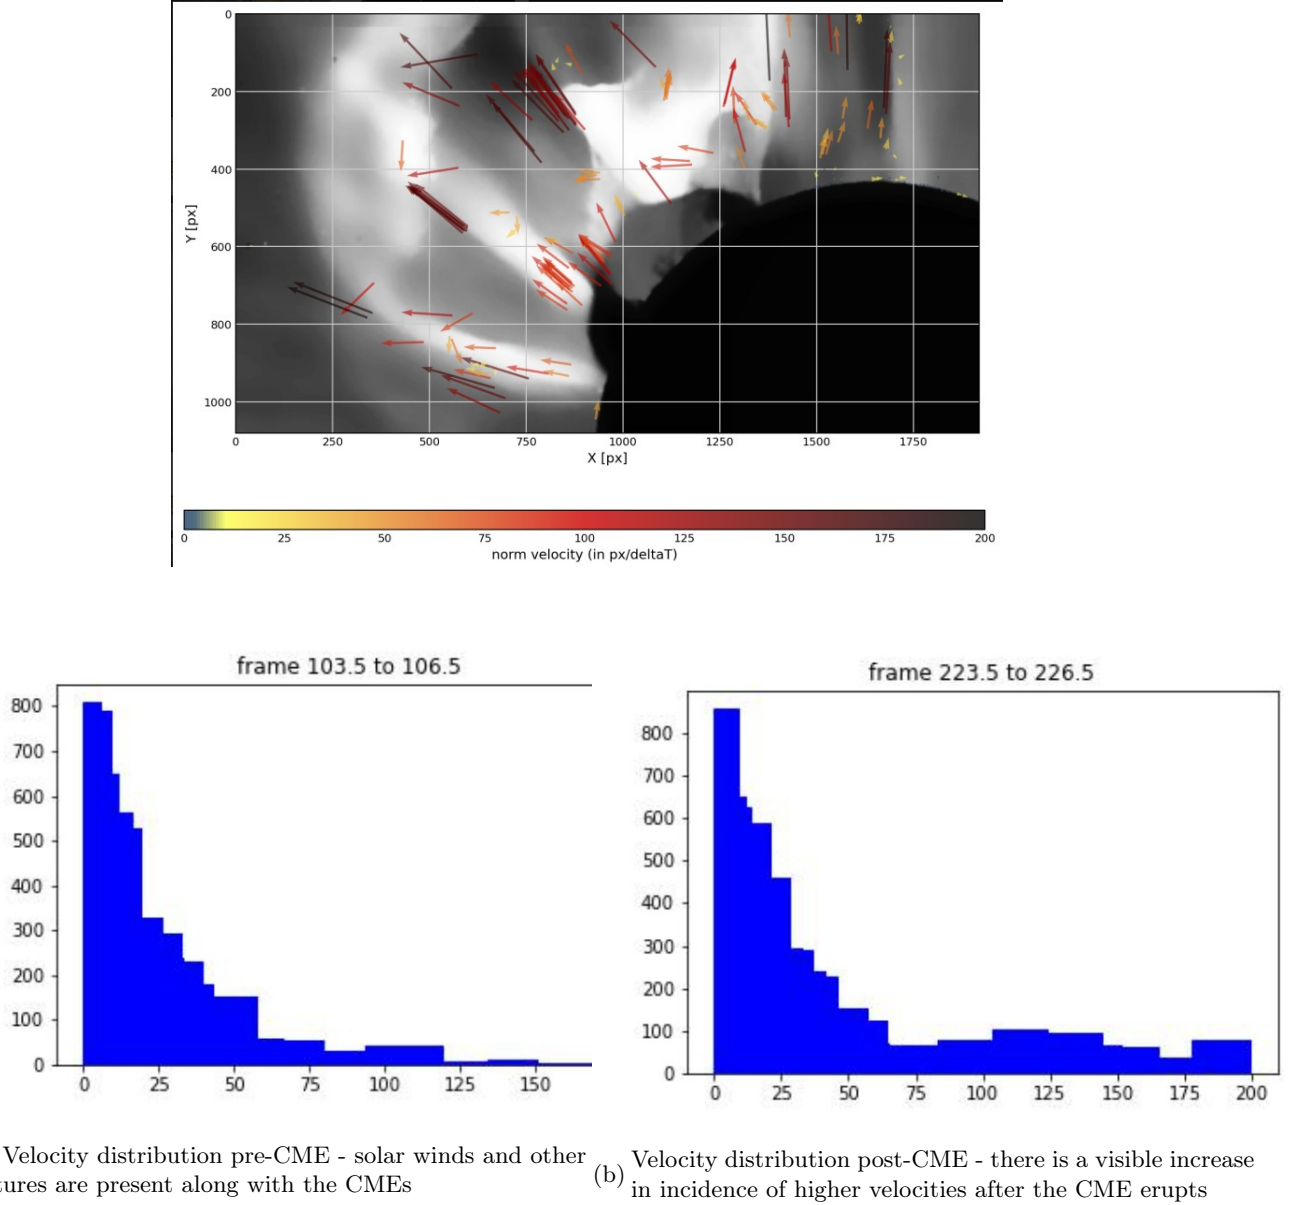 0
200
400
600
800
1000
Y [px]
0 250 500 750 1000 1250 1500 1750
X [px]
0 25 50 75 100 125 150 175 200
norm velocity (in px/deltaT)
frame 103.5 to 106.5
800
700
600
500
400
300
200
100
0
0 25 50 75 100 125 150
frame 223.5 to 226.5
800
700
600
500
400
300
200
100
0
0 25 50 75 100 125 150 175 200
Velocity distribution pre-CME - solar winds and other
tures are present along with the CMEs
(b) Velocity distribution post-CME - there is a visible increase
in incidence of higher velocities after the CME erupts